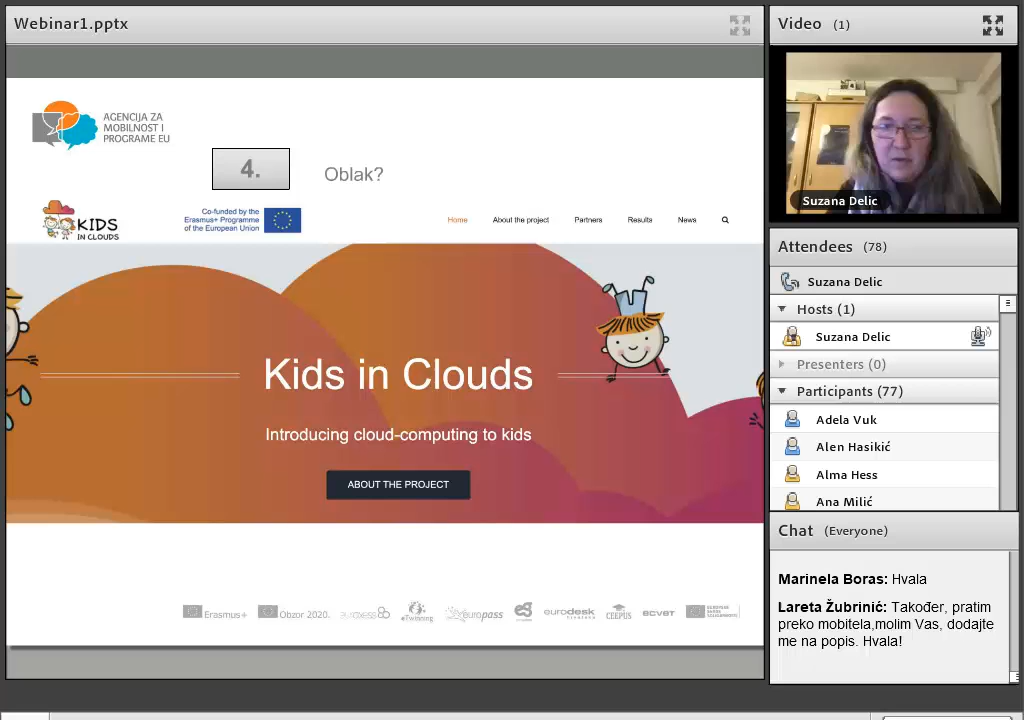 Webinar1.pptx
AGENCIJA ZA
MOBILNOST I
PROGRAME EU
4.
Oblak?
KIDS
IN CLOUDS
Co-funded by the
Erasmus+ Programme
of the European Union
Home
About the project
Partners
Results
News
Kids in Clouds
Introducing cloud-computing to kids
ABOUT THE PROJECT
Erasmus+
Obzor 2020.
euroguidance
eTwinning
europass
eurodesk
CEEPUS
ECVET
Video (1)
Suzana Delic
Attendees (78)
Suzana Delic
Hosts (1)
Suzana Delic
Presenters (0)
Participants (77)
Adela Vuk
Alen Hasikić
Alma Hess
Ana Milić
Chat (Everyone)
Marinela Boras: Hvala
Lareta Žubrinić: Također, pratim
preko mobitela,molim Vas, dodajte
me na popis. Hvala!